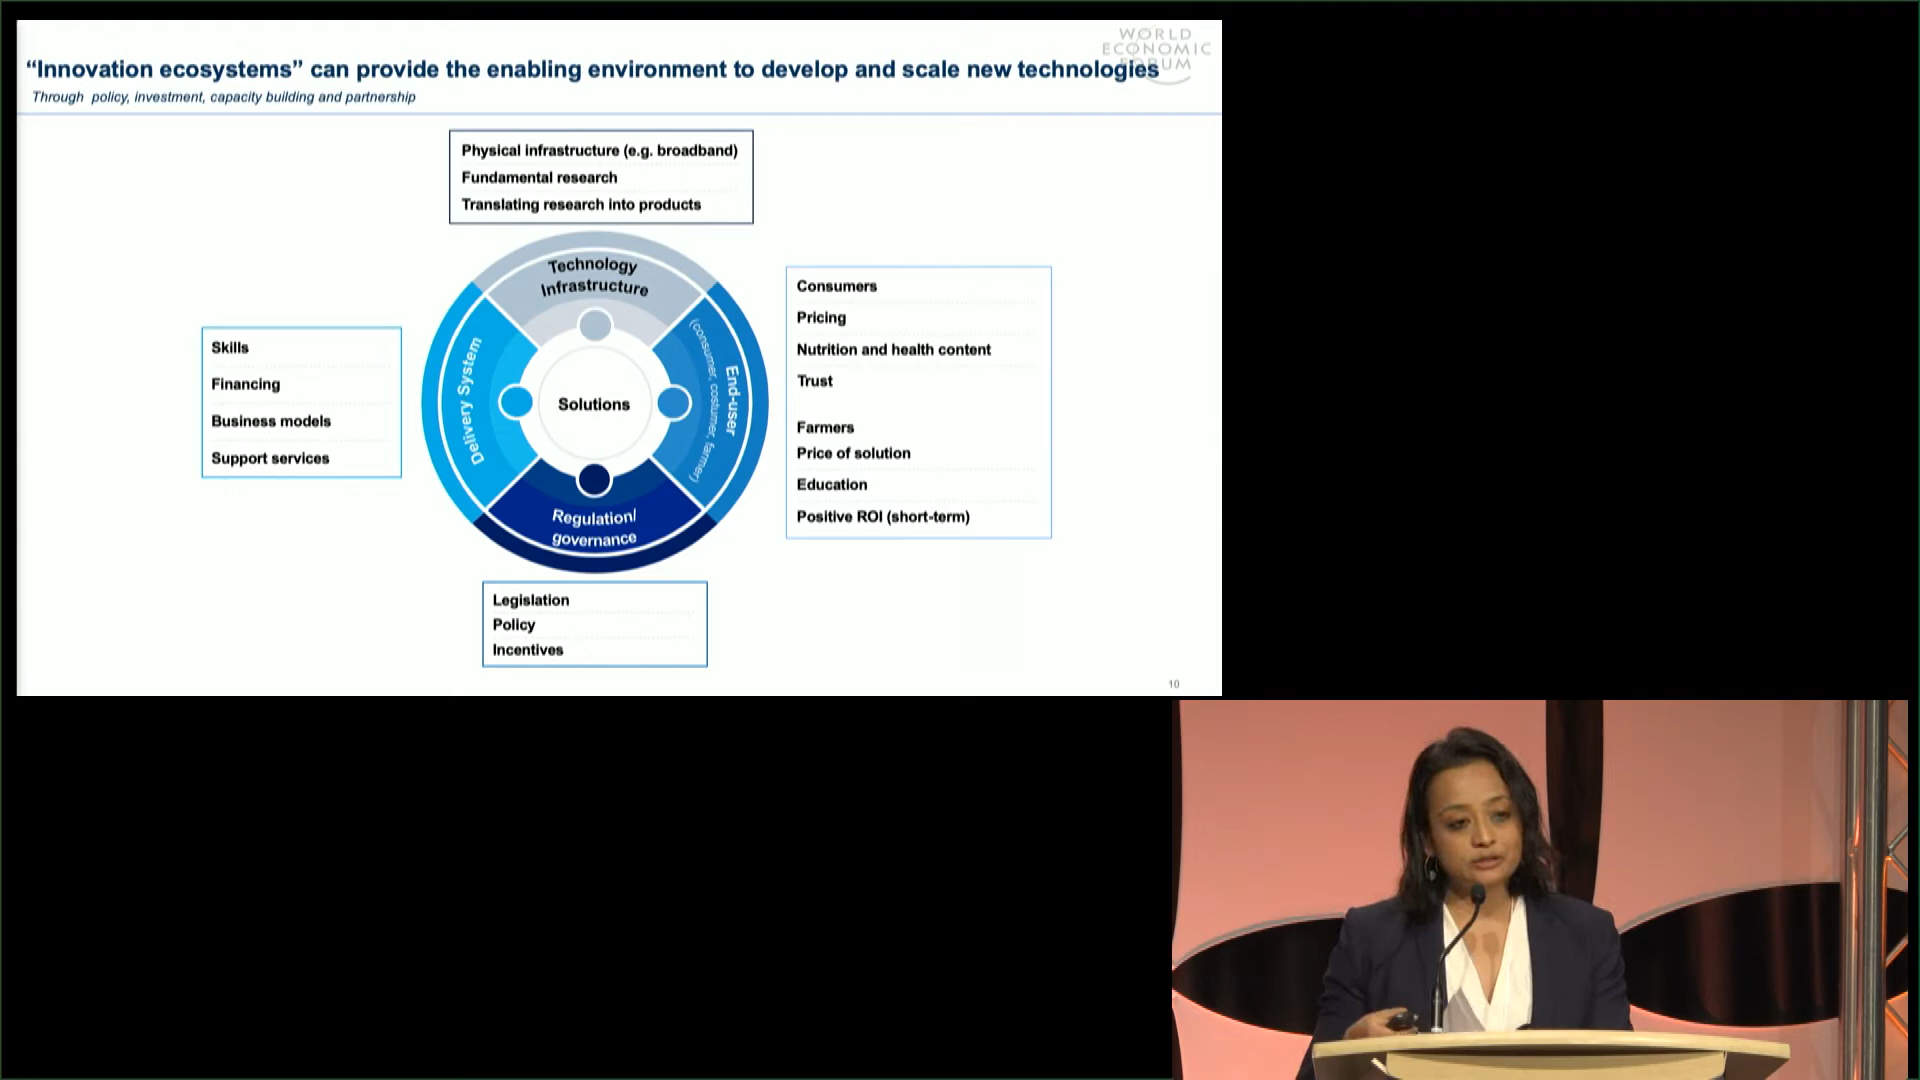 WORLD
ECONOMIC
FORUM
“Innovation ecosystems” can provide the enabling environment to develop and scale new technologies
Through policy, investment, capacity building and partnership
Physical infrastructure (e.g. broadband)
Fundamental research
Translating research into products
Technology
Infrastructure
Skills
Financing
Business models
Support services
Delivery System
Solutions
End-user
(consumer, costumer, farmer)
Consumers
Pricing
Nutrition and health content
Trust
Farmers
Price of solution
Education
Positive ROI (short-term)
Regulation/
governance
Legislation
Policy
Incentives
10